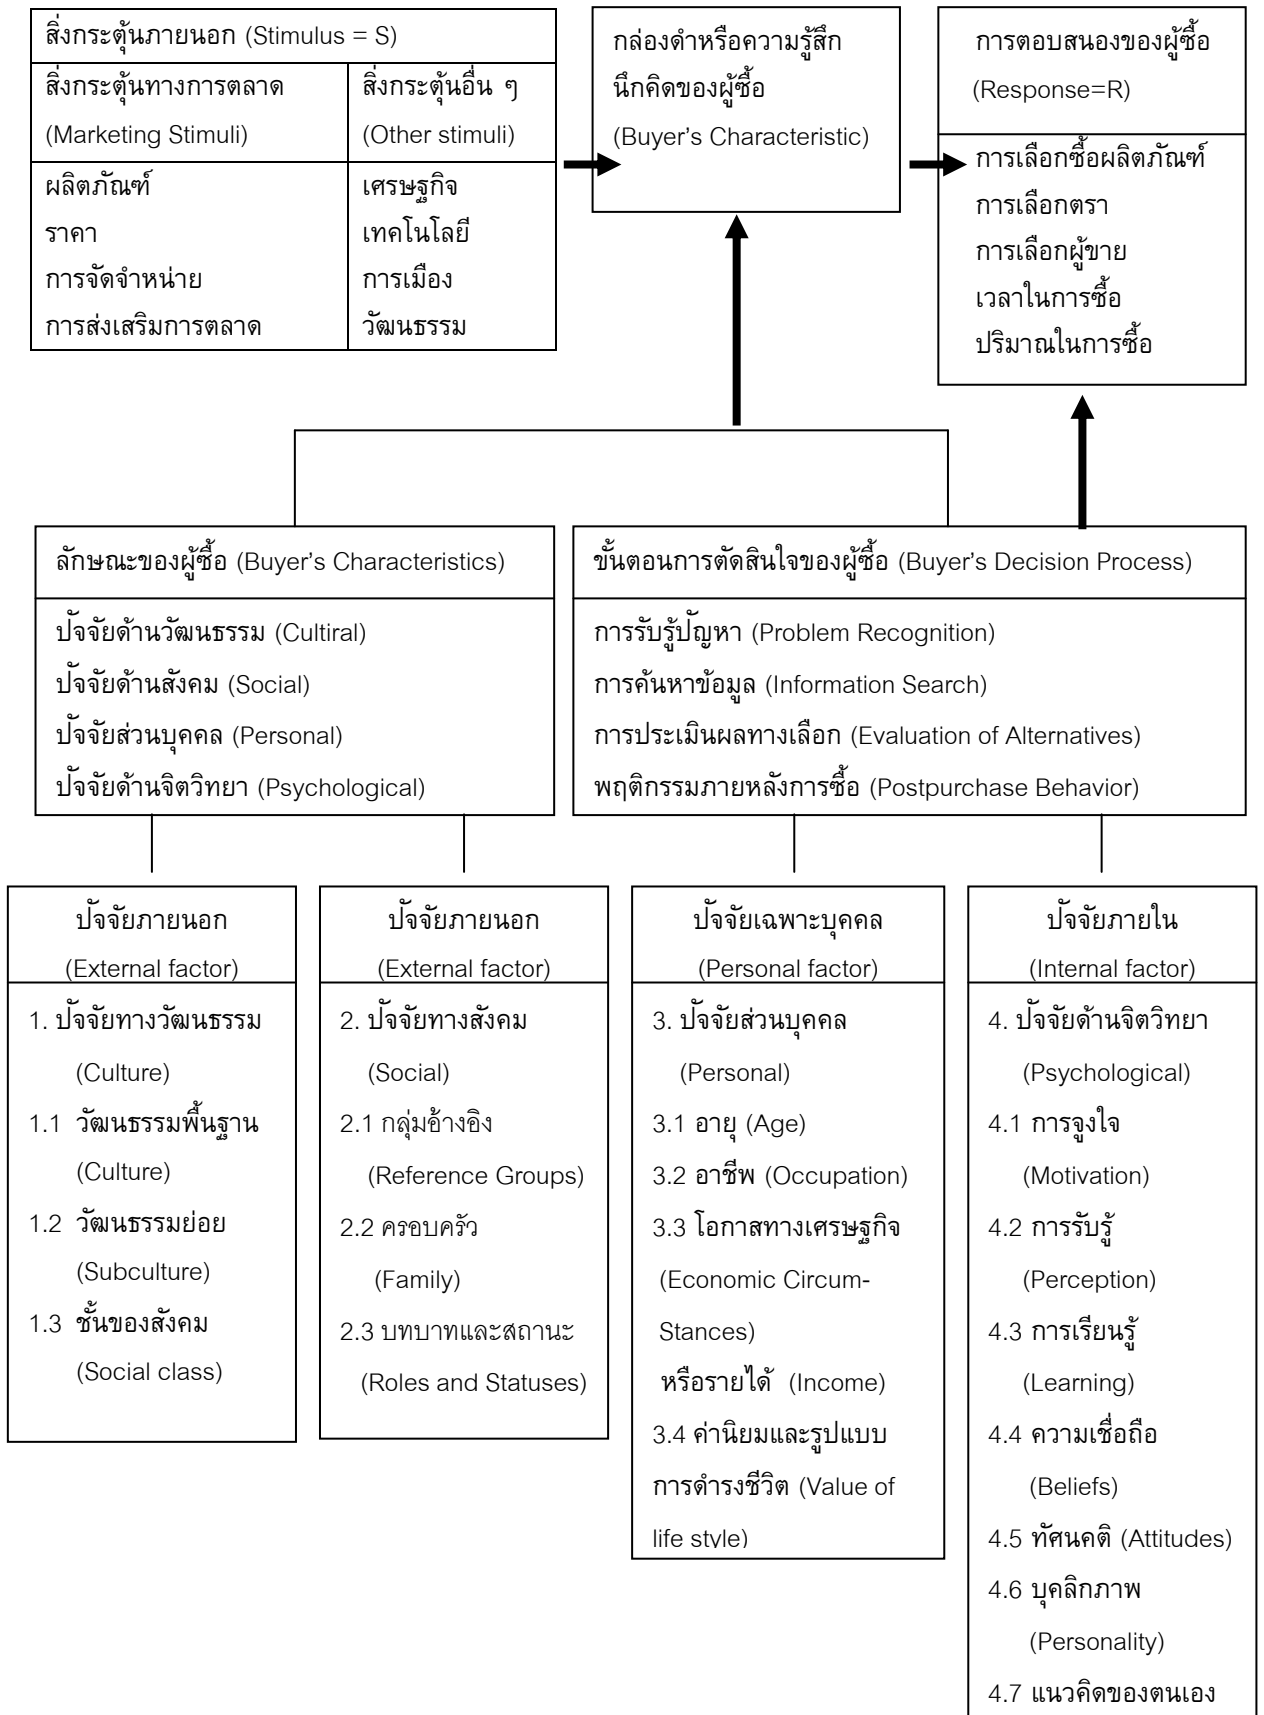 สิ่งกระตุ้นภายนอก (Stimulus = S)
สิ่งกระตุ้นทางการตลาด
(Marketing Stimuli)
สิ่งกระตุ้นอื่น ๆ
(Other stimuli)
ผลิตภัณฑ์
ราคา
การจัดจำหน่าย
การส่งเสริมการตลาด
เศรษฐกิจ
เทคโนโลยี
การเมือง
วัฒนธรรม
กล่องดำหรือความรู้สึก
นึกคิดของผู้ซื้อ
(Buyer's Characteristic)
การตอบสนองของผู้ซื้อ
(Response=R)
การเลือกซื้อผลิตภัณฑ์
การเลือกตรา
การเลือกผู้ขาย
เวลาในการซื้อ
ปริมาณในการซื้อ
ลักษณะของผู้ซื้อ (Buyer's Characteristics)
ปัจจัยด้านวัฒนธรรม (Cultiral)
ปัจจัยด้านสังคม (Social)
ปัจจัยส่วนบุคคล (Personal)
ปัจจัยด้านจิตวิทยา (Psychological)
ขั้นตอนการตัดสินใจของผู้ซื้อ (Buyer's Decision Process)
การรับรู้ปัญหา (Problem Recognition)
การค้นหาข้อมูล (Information Search)
การประเมินผลทางเลือก (Evaluation of Alternatives)
พฤติกรรมภายหลังการซื้อ (Postpurchase Behavior)
ปัจจัยภายนอก
(External factor)
1. ปัจจัยทางวัฒนธรรม
(Culture)
1.1 วัฒนธรรมพื้นฐาน
(Culture)
1.2 วัฒนธรรมย่อย
(Subculture)
1.3 ชั้นของสังคม
(Social class)
ปัจจัยภายนอก
(External factor)
2. ปัจจัยทางสังคม
(Social)
2.1 กลุ่มอ้างอิง
(Reference Groups)
2.2 ครอบครัว
(Family)
2.3 บทบาทและสถานะ
(Roles and Statuses)
ปัจจัยเฉพาะบุคคล
(Personal factor)
3. ปัจจัยส่วนบุคคล
(Personal)
3.1 อายุ (Age)
3.2 อาชีพ (Occupation)
3.3 โอกาสทางเศรษฐกิจ
(Economic Circum-
Stances)
หรือรายได้ (Income)
3.4 ค่านิยมและรูปแบบ
การดำรงชีวิต (Value of
life style)
ปัจจัยภายใน
(Internal factor)
4. ปัจจัยด้านจิตวิทยา
(Psychological)
4.1 การจูงใจ
(Motivation)
4.2 การรับรู้
(Perception)
4.3 การเรียนรู้
(Learning)
4.4 ความเชื่อถือ
(Beliefs)
4.5 ทัศนคติ (Attitudes)
4.6 บุคลิกภาพ
(Personality)
4.7 แนวคิดของตนเอง